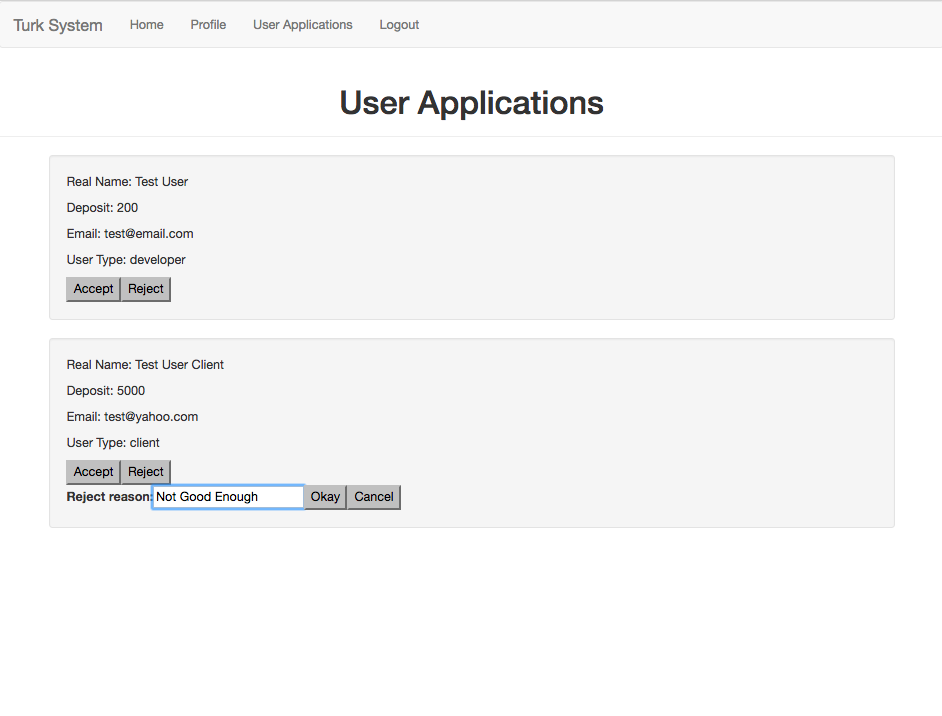 Turk System Home Profile User Applications Logout
User Applications
Real Name: Test User
Deposit: 200
Email: test@email.com
User Type: developer
Accept Reject
Real Name: Test User Client
Deposit: 5000
Email: test@yahoo.com
User Type: client
Accept Reject
Reject reason: Not Good Enough Okay Cancel